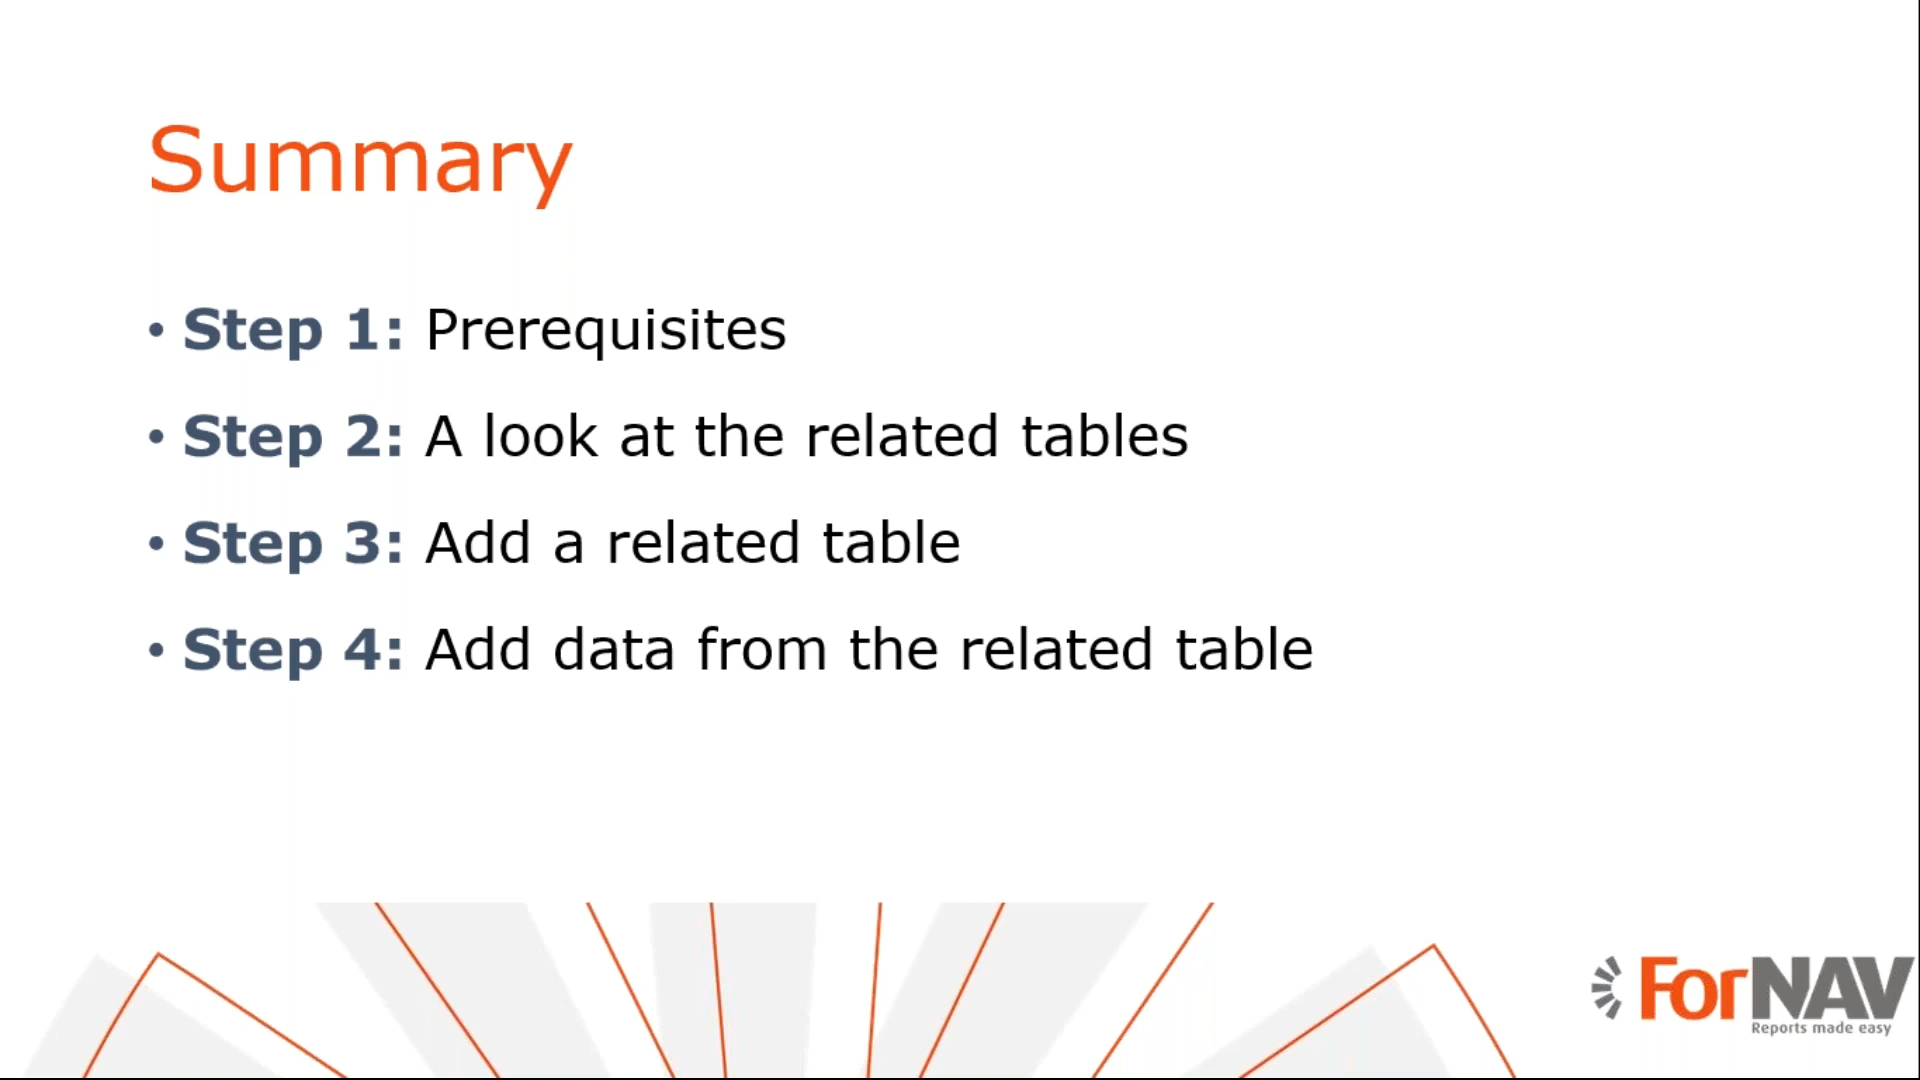 Summary
• Step 1: Prerequisites
• Step 2: A look at the related tables
• Step 3: Add a related table
• Step 4: Add data from the related table
ForNAV
Reports made easy